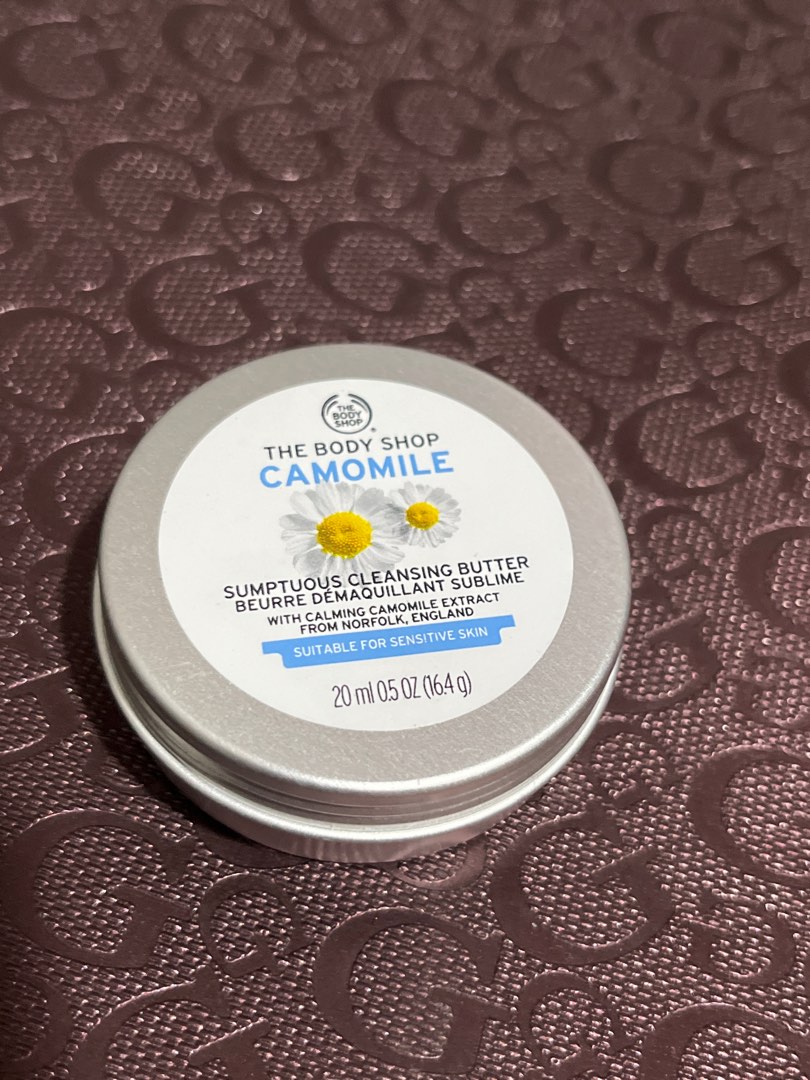 THE
BODY
SHOP
®
THE BODY SHOP
CAMOMILE
SUMPTUOUS CLEANSING BUTTER
BEURRE DÉMAQUILLANT SUBLIME
WITH CALMING CAMOMILE EXTRACT
FROM NORFOLK, ENGLAND
SUITABLE FOR SENSITIVE SKIN
20 ml 0.5 OZ (16.4 g)